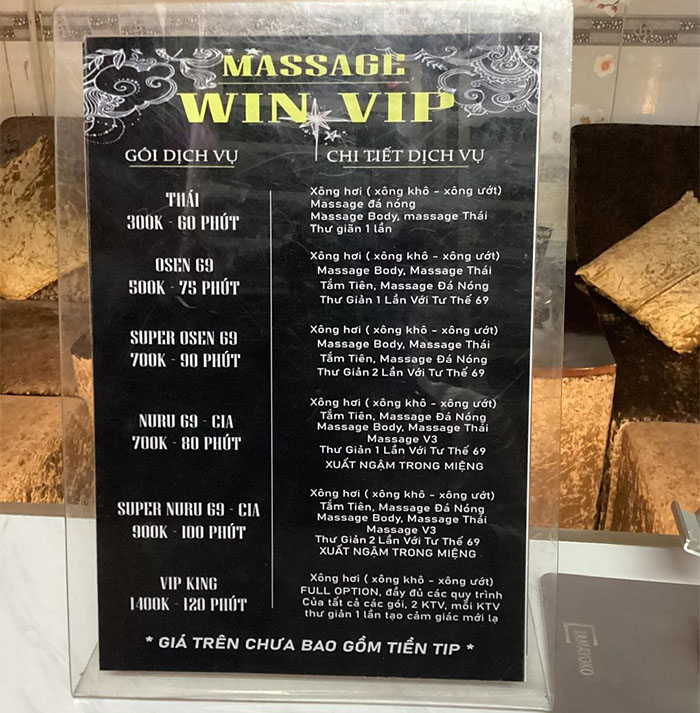 MASSAGE
WIN VIP
GÓI DỊCH VỤ
CHI TIẾT DỊCH VỤ
THÁI
300K - 60 PHÚT
Xông hơi ( xông khô - xông ướt)
Massage đá nóng
Massage Body, massage Thái
Thư giãn 1 lần
OSEN 69
500K - 75 PHÚT
Xông hơi ( xông khô - xông ướt)
Massage Body, Massage Thái
Tắm Tiên, Massage Đá Nóng
Thư Giản 1 Lần Với Tư Thế 69
SUPER OSEN 69
700K - 90 PHÚT
Xông hơi ( xông khô - xông ướt)
Massage Body, Massage Thái
Tắm Tiên, Massage Đá Nóng
Thư Giản 2 Lần Với Tư Thế 69
NURU 69 - CIA
700K - 80 PHÚT
Xông hơi ( xông khô - xông ướt)
Tắm Tiên, Massage Đá Nóng
Massage Body, Massage Thái
Massage V3
Thư Giản 1 Lần Với Tư Thế 69
XUẤT NGẬM TRONG MIỆNG
SUPER NURU 69 - CIA
900K - 100 PHÚT
Xông hơi ( xông khô - xông ướt)
Tắm Tiên, Massage Đá Nóng
Massage Body, Massage Thái
Massage V3
Thư Giản 2 Lần Với Tư Thế 69
XUẤT NGẬM TRONG MIỆNG
VIP KING
1400K - 120 PHÚT
Xông hơi ( xông khô - xông ướt)
FULL OPTION, đầy đủ các quy trình
Của tất cả các gói, 2 KTV, mỗi KTV
thư giản 1 lần tạo cảm giác mới lạ
* GIÁ TRÊN CHƯA BAO GỒM TIỀN TIP *